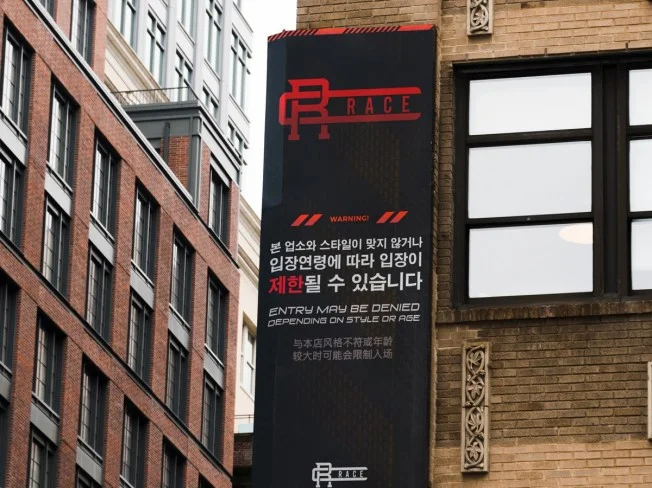 RACE
WARNING!
본 업소와 스타일이 맞지 않거나
입장연령에 따라 입장이
제한될 수 있습니다
ENTRY MAY BE DENIED
DEPENDING ON STYLE OR AGE
与本店风格不符或年龄
较大时可能会限制入场
RACE